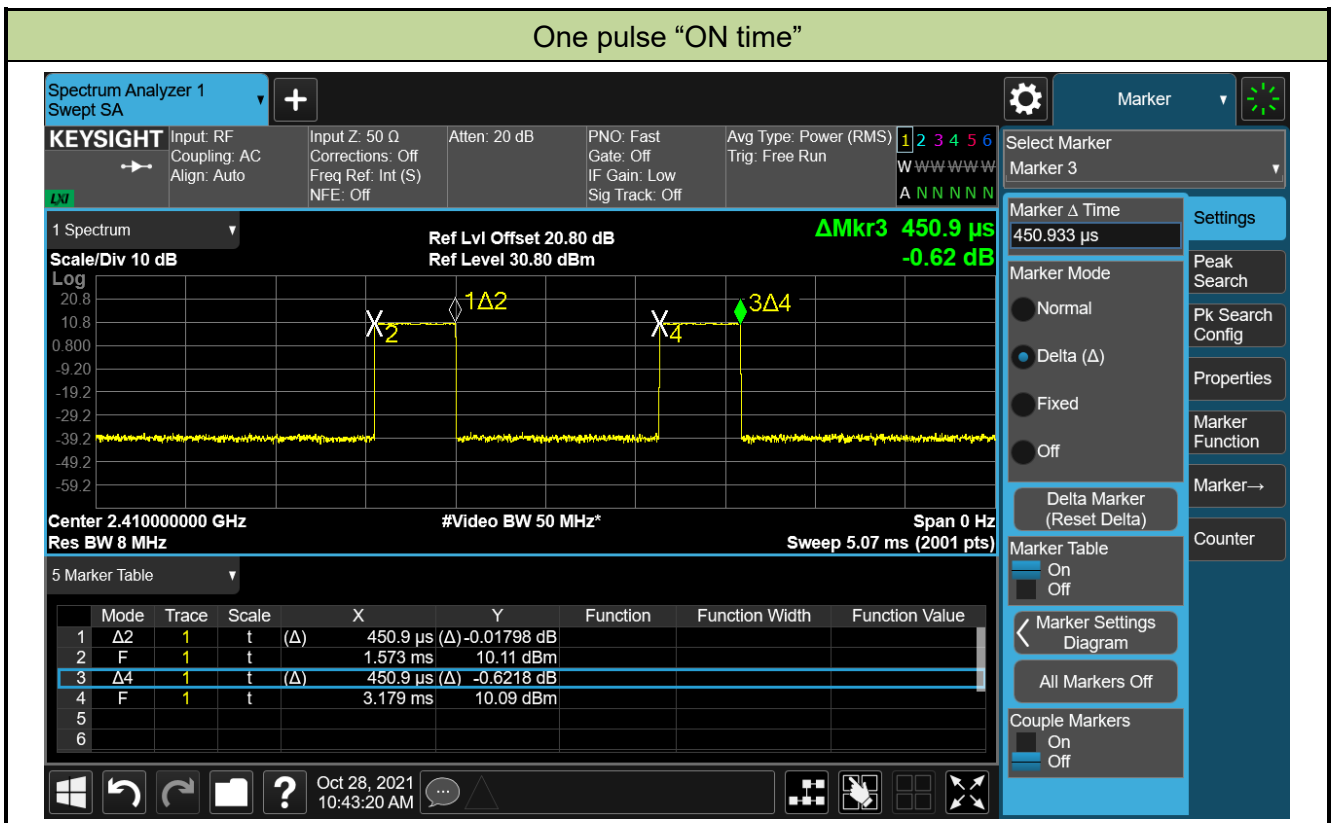 One pulse “ON time”
Spectrum Analyzer 1
Swept SA
Marker
KEYSIGHT
LXI
Input: RF
Coupling: AC
Align: Auto
Input Z: 50 Ω
Corrections: Off
Freq Ref: Int (S)
NFE: Off
Atten: 20 dB
PNO: Fast
Gate: Off
IF Gain: Low
Sig Track: Off
Avg Type: Power (RMS)
Trig: Free Run
1 2 3 4 5 6
W W W W W W
A N N N N N
1 Spectrum
Scale/Div 10 dB
Ref Lvl Offset 20.80 dB
Ref Level 30.80 dBm
ΔMkr3 450.9 µs
-0.62 dB
Log
20.8
10.8
0.800
-9.20
-19.2
-29.2
-39.2
-49.2
-59.2
2
1Δ2
4
3Δ4
Center 2.410000000 GHz
#Video BW 50 MHz*
Span 0 Hz
Res BW 8 MHz
Sweep 5.07 ms (2001 pts)
5 Marker Table
Mode Trace Scale X Y Function Function Width Function Value
1 Δ2 1 t (Δ) 450.9 µs (Δ) -0.01798 dB
2 F 1 t 1.573 ms 10.11 dBm
3 Δ4 1 t (Δ) 450.9 µs (Δ) -0.6218 dB
4 F 1 t 3.179 ms 10.09 dBm
5
6
Select Marker
Marker 3
Marker Δ Time
450.933 µs
Marker Mode
Normal
Delta (Δ)
Fixed
Off
Delta Marker
(Reset Delta)
Marker Table
On
Off
Marker Settings
Diagram
All Markers Off
Couple Markers
On
Off
Settings
Peak
Search
Pk Search
Config
Properties
Marker
Function
Marker→
Counter
?
Oct 28, 2021
10:43:20 AM